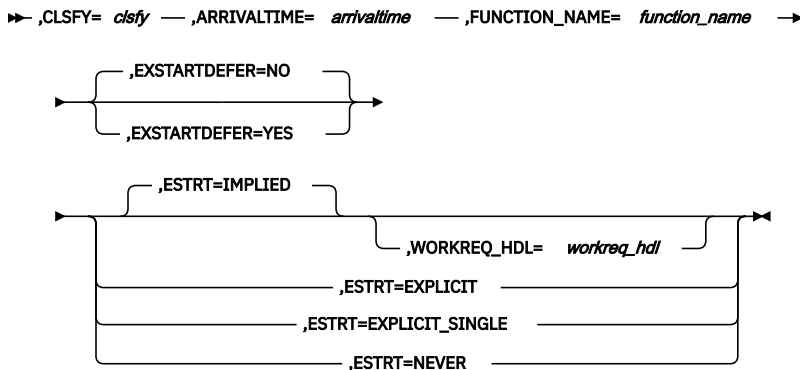 ,CLSFY= clsfy ,ARRIVALTIME= arrivaltime ,FUNCTION_NAME= function_name
,EXSTARTDEFER=NO
,EXSTARTDEFER=YES
,ESTRT=IMPLIED
,WORKREQ_HDL= workreq_hdl
,ESTRT=EXPLICIT
,ESTRT=EXPLICIT_SINGLE
,ESTRT=NEVER